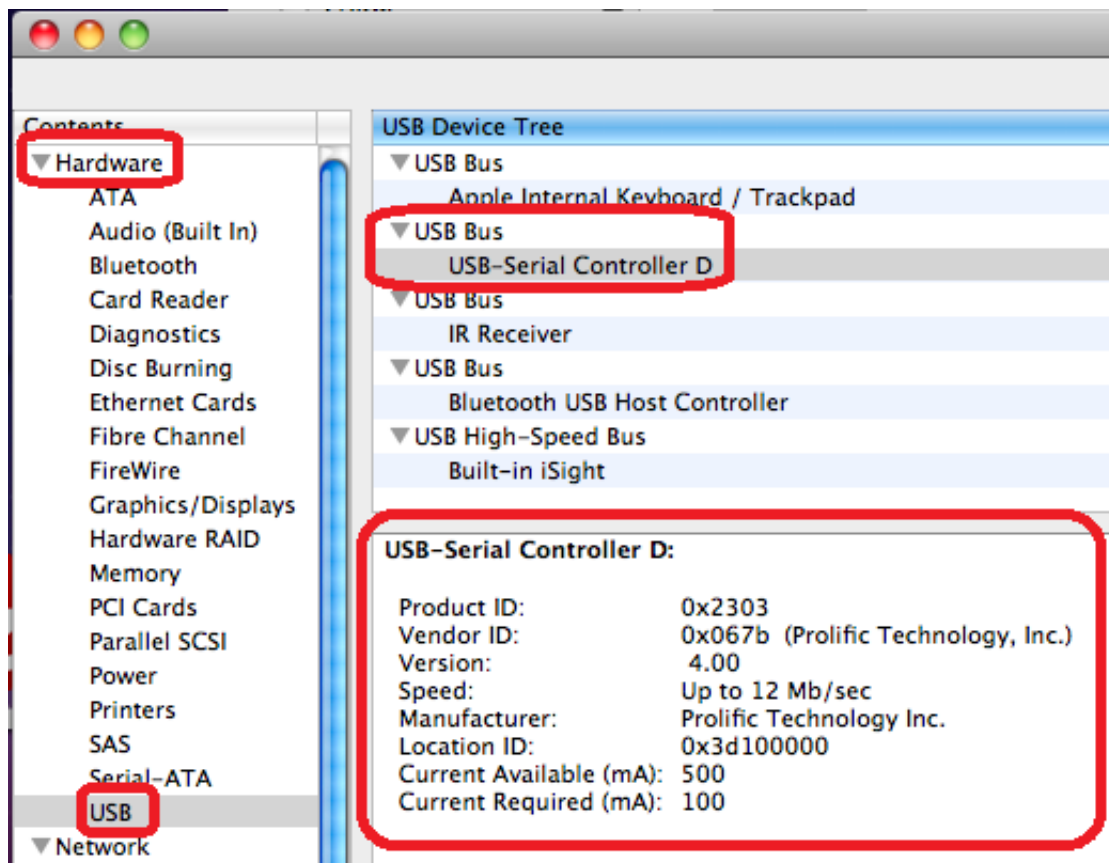 Contents
Hardware
ATA
Audio (Built In)
Bluetooth
Card Reader
Diagnostics
Disc Burning
Ethernet Cards
Fibre Channel
FireWire
Graphics/Displays
Hardware RAID
Memory
PCI Cards
Parallel SCSI
Power
Printers
SAS
Serial-ATA
USB
Network
USB Device Tree
USB Bus
Apple Internal Keyboard / Trackpad
USB Bus
USB-Serial Controller D
USB Bus
IR Receiver
USB Bus
Bluetooth USB Host Controller
USB High-Speed Bus
Built-in iSight
USB-Serial Controller D:
Product ID: 0x2303
Vendor ID: 0x067b (Prolific Technology, Inc.)
Version: 4.00
Speed: Up to 12 Mb/sec
Manufacturer: Prolific Technology Inc.
Location ID: 0x3d100000
Current Available (mA): 500
Current Required (mA): 100